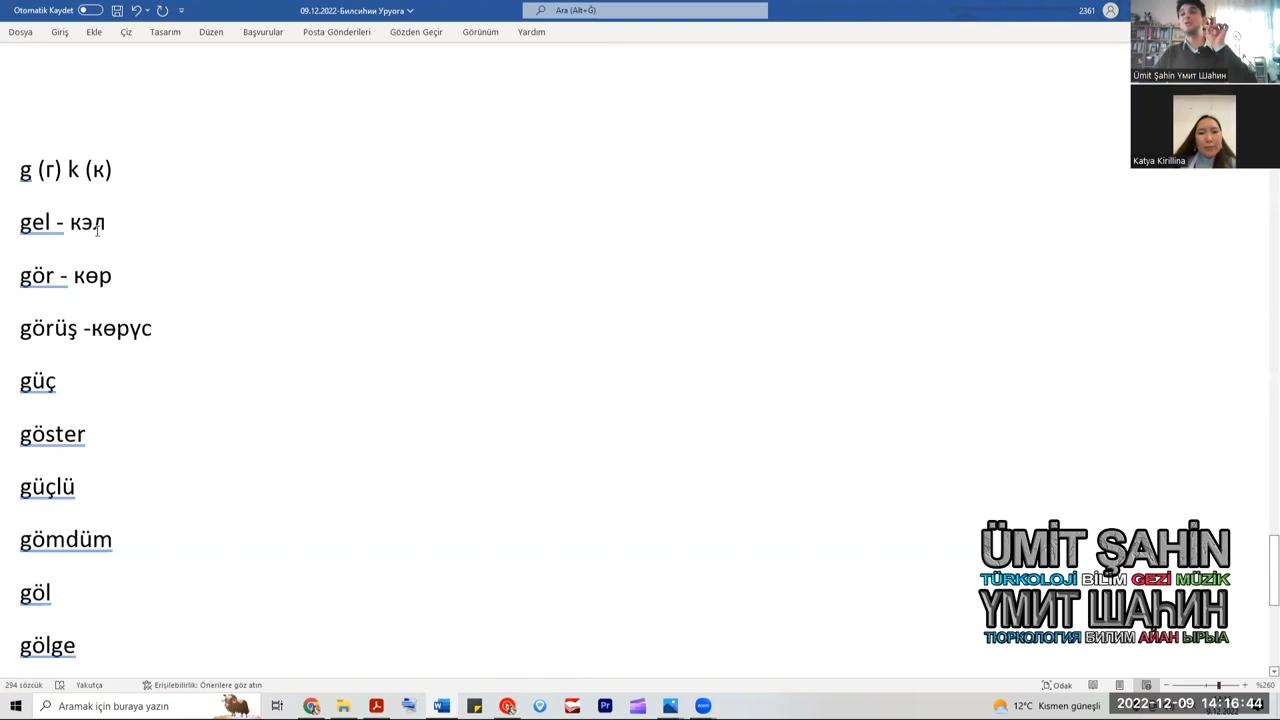 Otomatik Kaydet
09.12.2022-Билсиһии Уруога
Ara (Alt+Ğ)
2361
Dosya Giriş Ekle Çiz Tasarım Düzen Başvurular Posta Gönderileri Gözden Geçir Görünüm Yardım
Ümit Şahin Үмит Шаһин
Katya Kirillina
g (г) k (к)
gel - кэл
gör - көр
görüş -көрүс
güç
göster
güçlü
gömdüm
göl
gölge
ÜMİT ŞAHİN
TÜRKOLOJİ BİLİM GEZİ MÜZİK
ҮМИТ ШАҺИН
ТЮРКОЛОГИЯ БИЛИМ АЙАН ЫРЫА
294 sözcük Yakutça Erişilebilirlik: Önerilere göz atın Odak %260
Aramak için buraya yazın
12°C Kısmen güneşli
2022-12-09 14:16:44